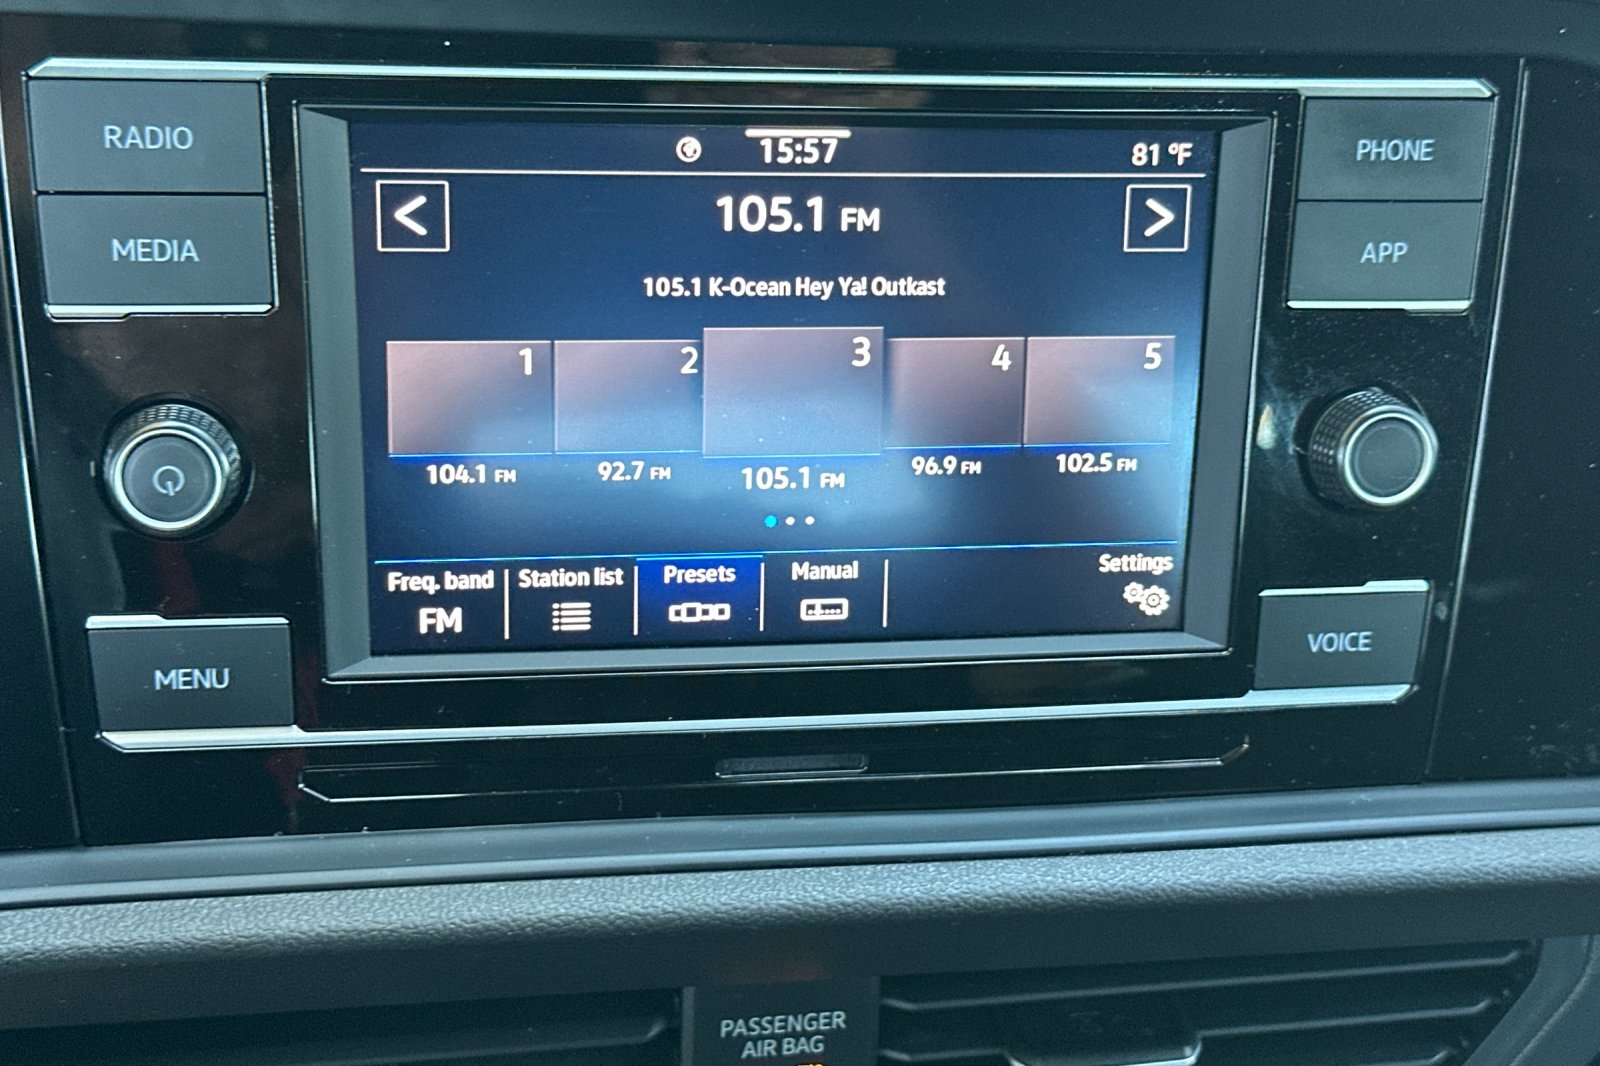 RADIO
MEDIA
MENU
15:57
81 °F
<
105.1 FM
>
105.1 K-Ocean Hey Ya! Outkast
1
2
3
4
5
104.1 FM
92.7 FM
105.1 FM
96.9 FM
102.5 FM
Freq. band
FM
Station list
Presets
Manual
Settings
PHONE
APP
VOICE
PASSENGER
AIR BAG